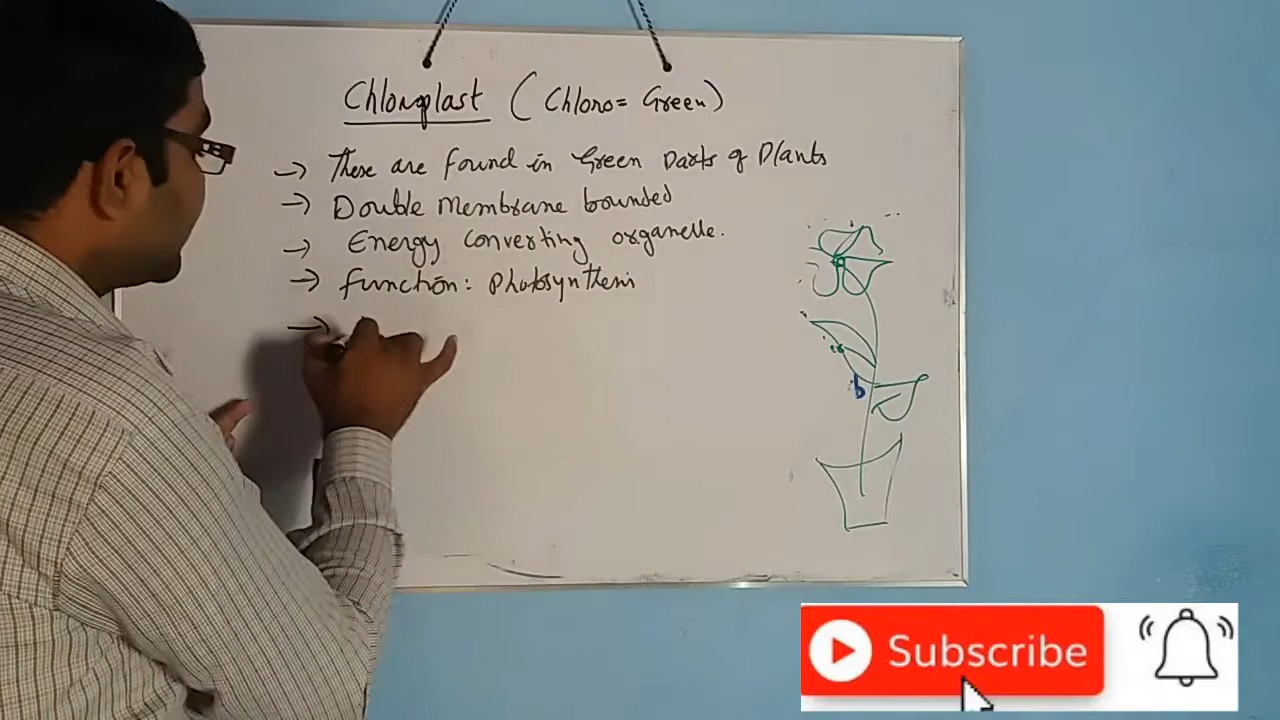 Chloroplast (Chloro = Green)
→ These are found in Green Parts of Plants
→ Double Membrane bounded
→ Energy Converting organelle.
→ function: Photosynthesis
→
b
Subscribe